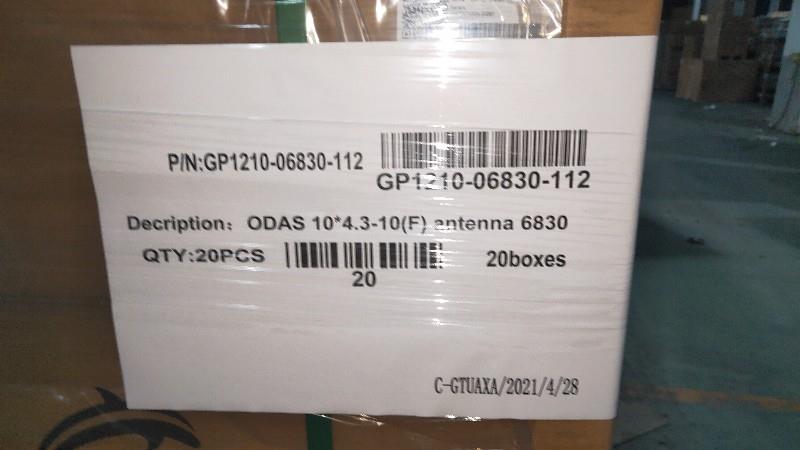 P/N:GP1210-06830-112
GP1210-06830-112
Decription: ODAS 10*4.3-10(F) antenna 6830
QTY:20PCS
20
20boxes
C-GTUAXA/2021/4/28